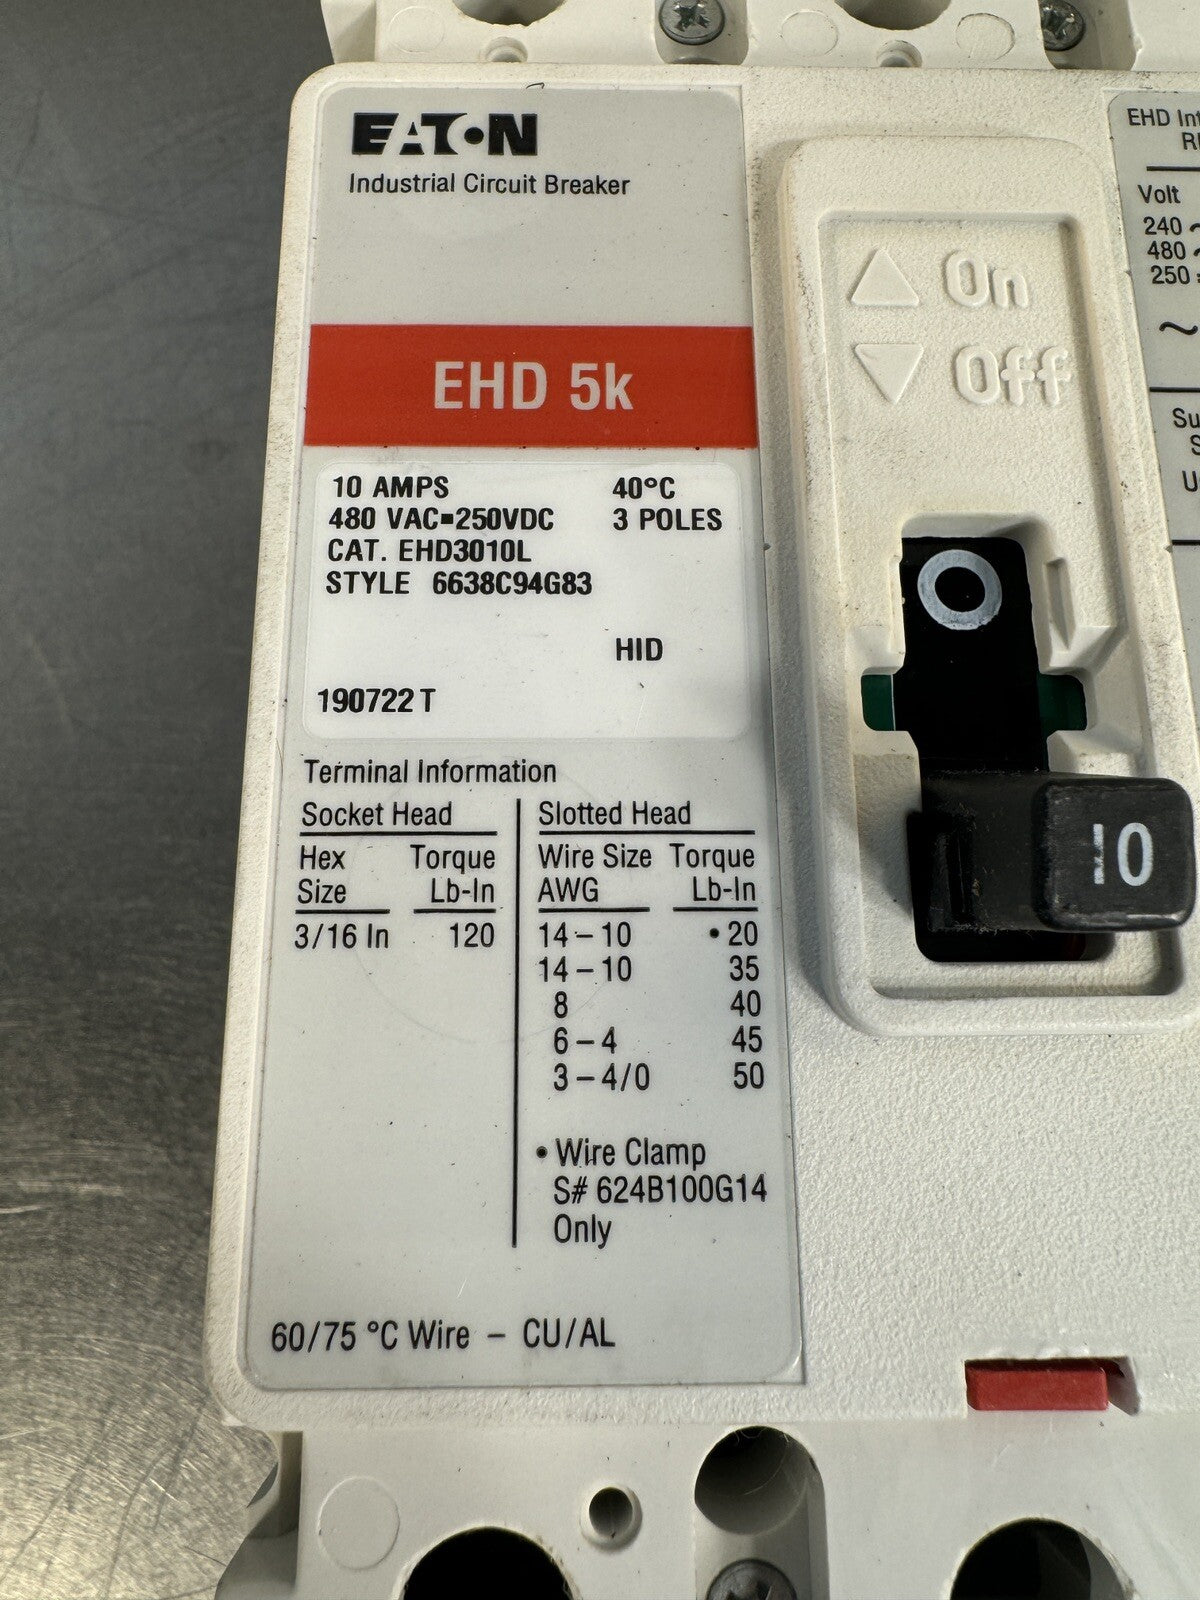 EATON
Industrial Circuit Breaker
EHD 5k
10 AMPS 40°C
480 VAC▪250VDC 3 POLES
CAT. EHD3010L
STYLE 6638C94G83
HID
190722 T
Terminal Information
Socket Head Slotted Head
Hex Torque Wire Size Torque
Size Lb-In AWG Lb-In
3/16 In 120 14 – 10 • 20
14 – 10 35
8 40
6 – 4 45
3 – 4/0 50
• Wire Clamp
S# 624B100G14
Only
60/75 °C Wire – CU/AL
On
Off
O
10
EHD
Volt
240 ~
480 ~
250
~